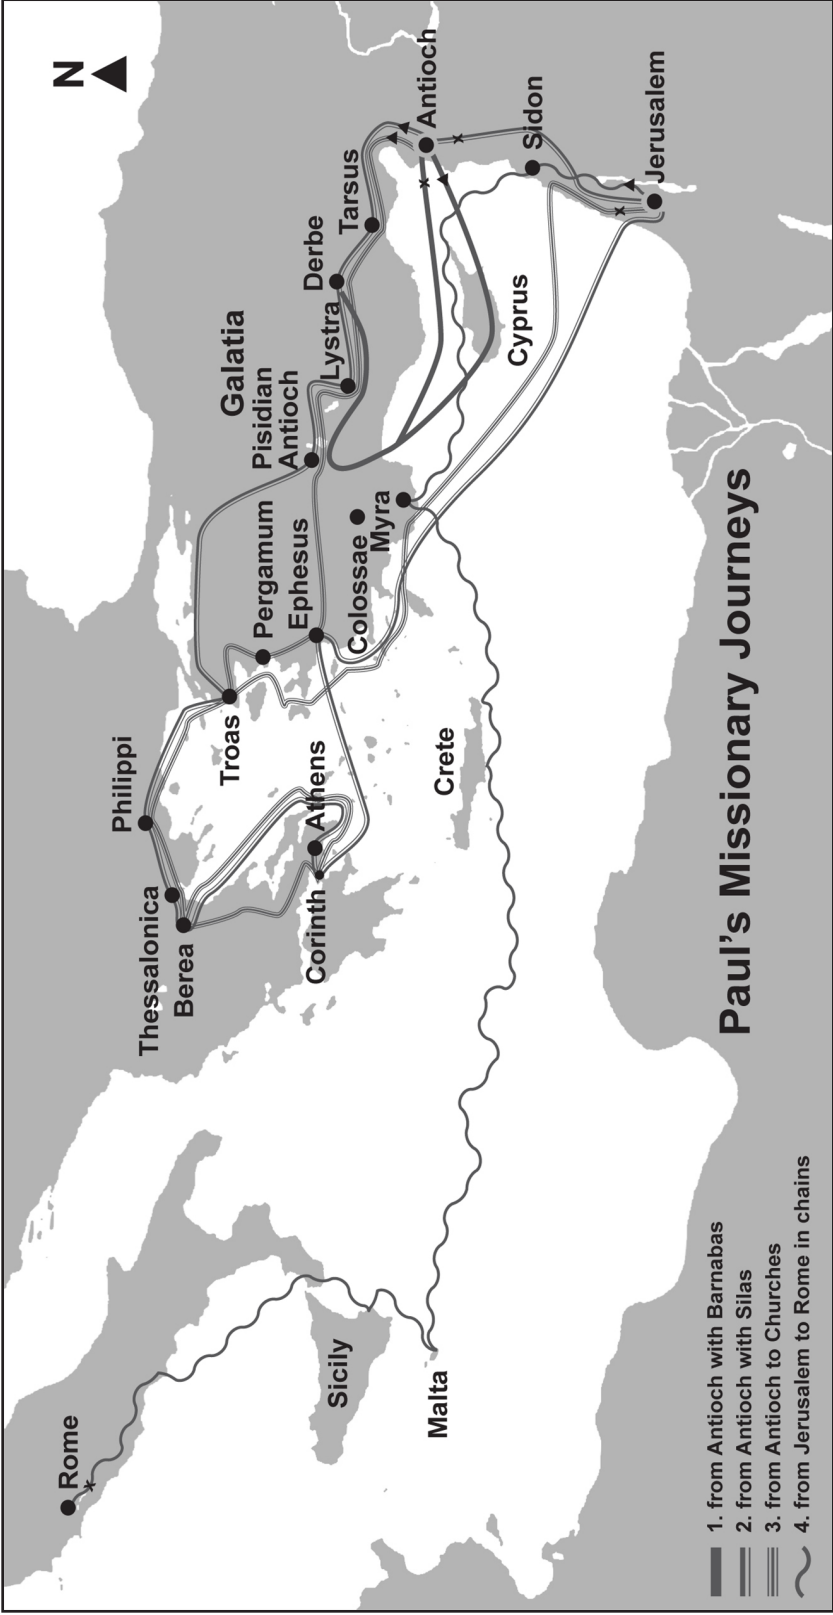 N
Rome
Thessalonica
Berea
Philippi
Troas
Pergamum
Ephesus
Galatia
Pisidian
Antioch
Lystra
Derbe
Tarsus
Antioch
Sidon
Jerusalem
Corinth
Athens
Colossae
Myra
Cyprus
Crete
Sicily
Malta
Paul's Missionary Journeys
1. from Antioch with Barnabas
2. from Antioch with Silas
3. from Antioch to Churches
4. from Jerusalem to Rome in chains